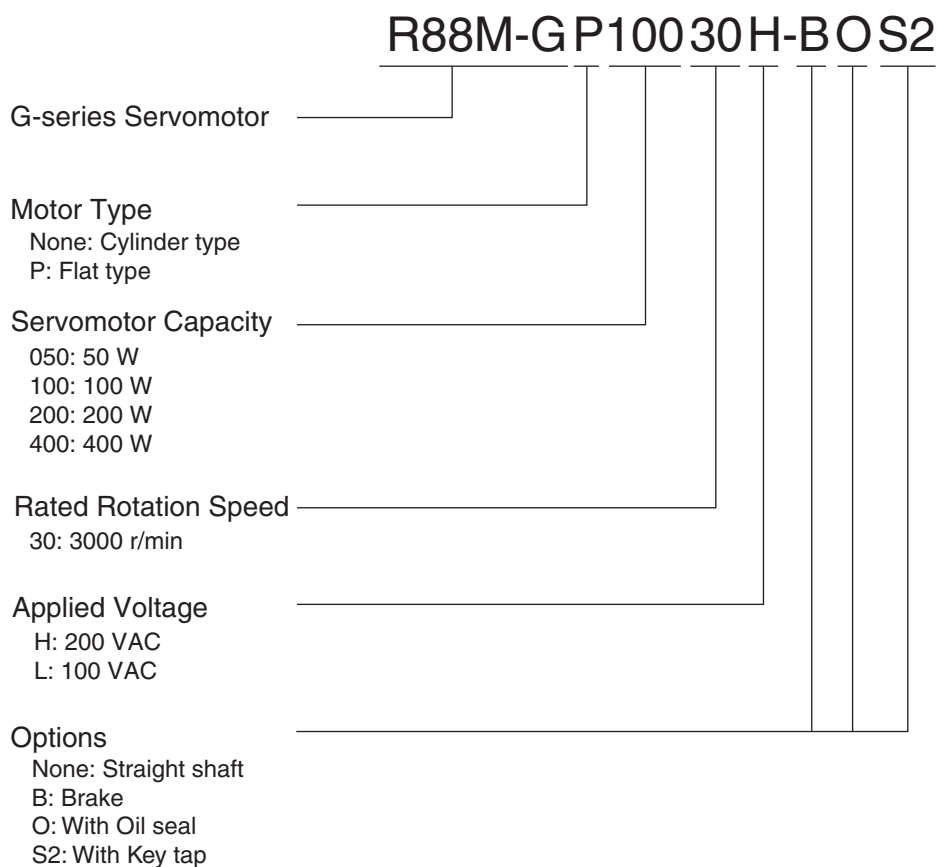 R88M-GP10030H-BOS2
G-series Servomotor
Motor Type
None: Cylinder type
P: Flat type
Servomotor Capacity
050: 50 W
100: 100 W
200: 200 W
400: 400 W
Rated Rotation Speed
30: 3000 r/min
Applied Voltage
H: 200 VAC
L: 100 VAC
Options
None: Straight shaft
B: Brake
O: With Oil seal
S2: With Key tap